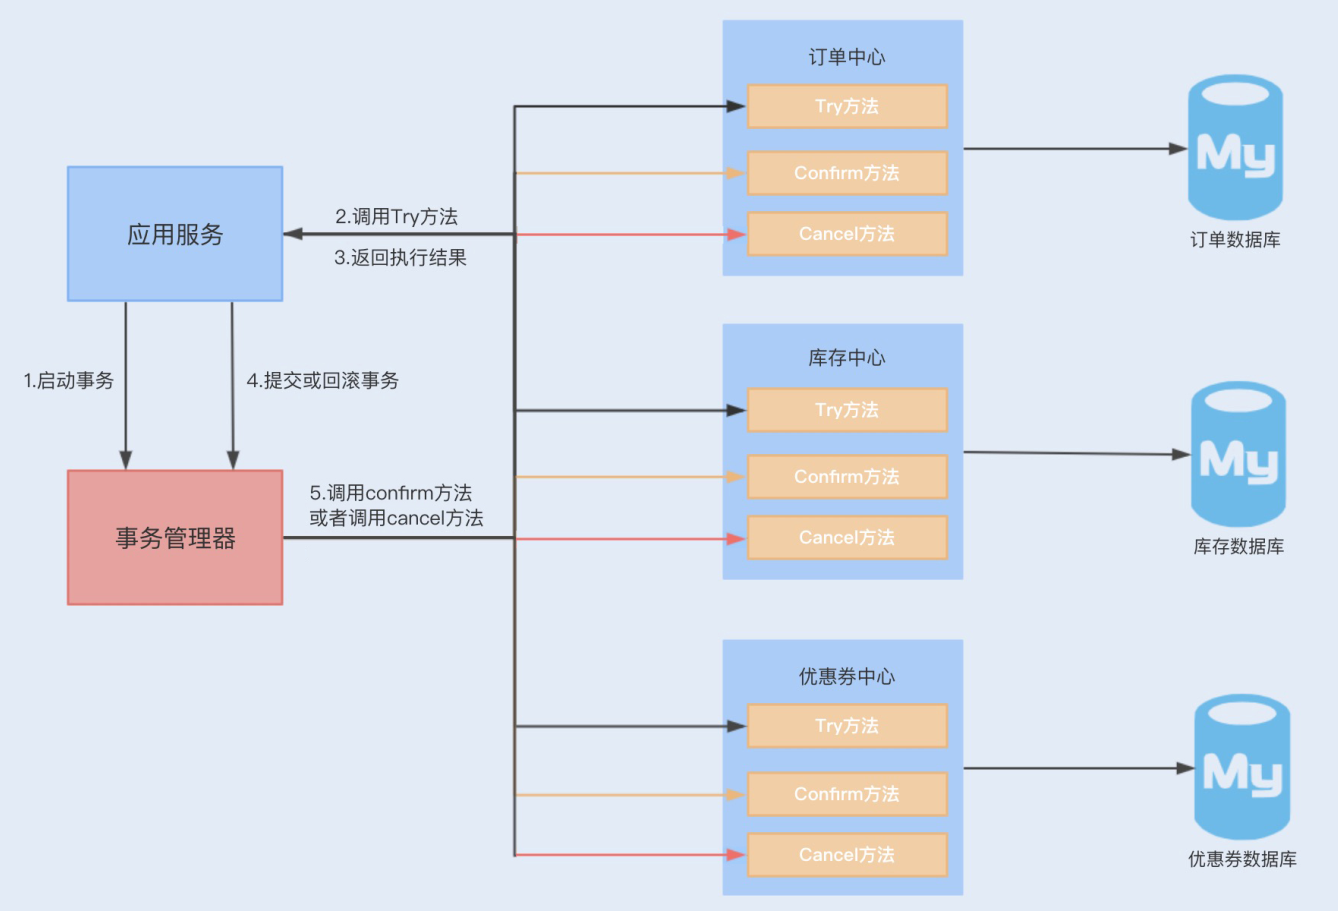 订单中心
Try方法
Confirm方法
Cancel方法
My
订单数据库
应用服务
2.调用Try方法
3.返回执行结果
1.启动事务
4.提交或回滚事务
库存中心
Try方法
Confirm方法
Cancel方法
My
库存数据库
事务管理器
5.调用confirm方法
或者调用cancel方法
优惠券中心
Try方法
Confirm方法
Cancel方法
My
优惠券数据库